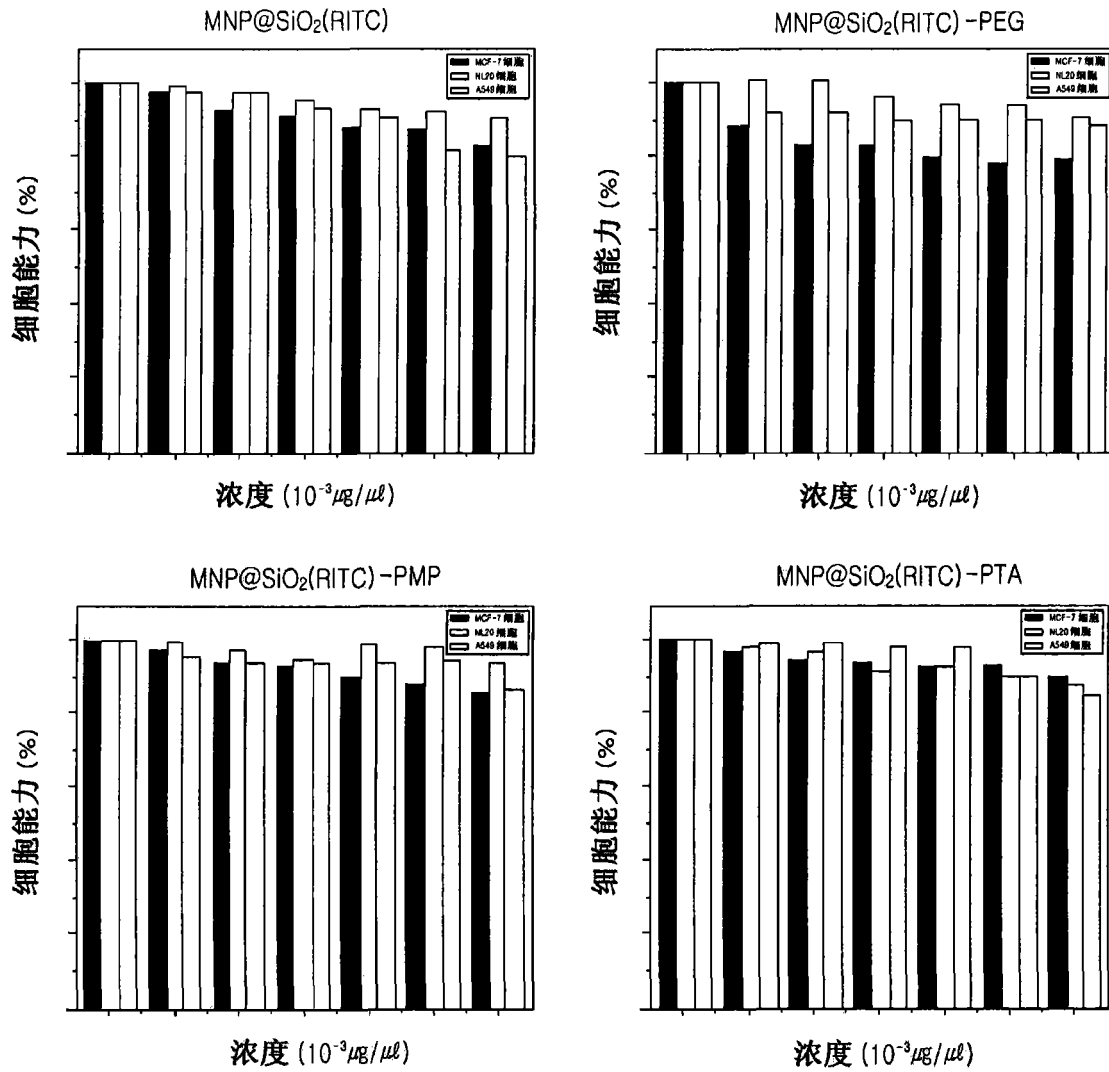 MNP@SiO₂(RITC)
MCF-7 细胞
NL20 细胞
A549 细胞
细胞能力 (%)
浓度 (10⁻³㎍/㎕)
MNP@SiO₂(RITC)-PEG
MCF-7 细胞
NL20 细胞
A549 细胞
细胞能力 (%)
浓度 (10⁻³㎍/㎕)
MNP@SiO₂(RITC)-PMP
MCF-7 细胞
NL20 细胞
A549 细胞
细胞能力 (%)
浓度 (10⁻³㎍/㎕)
MNP@SiO₂(RITC)-PTA
MCF-7 细胞
NL20 细胞
A549 细胞
细胞能力 (%)
浓度 (10⁻³㎍/㎕)